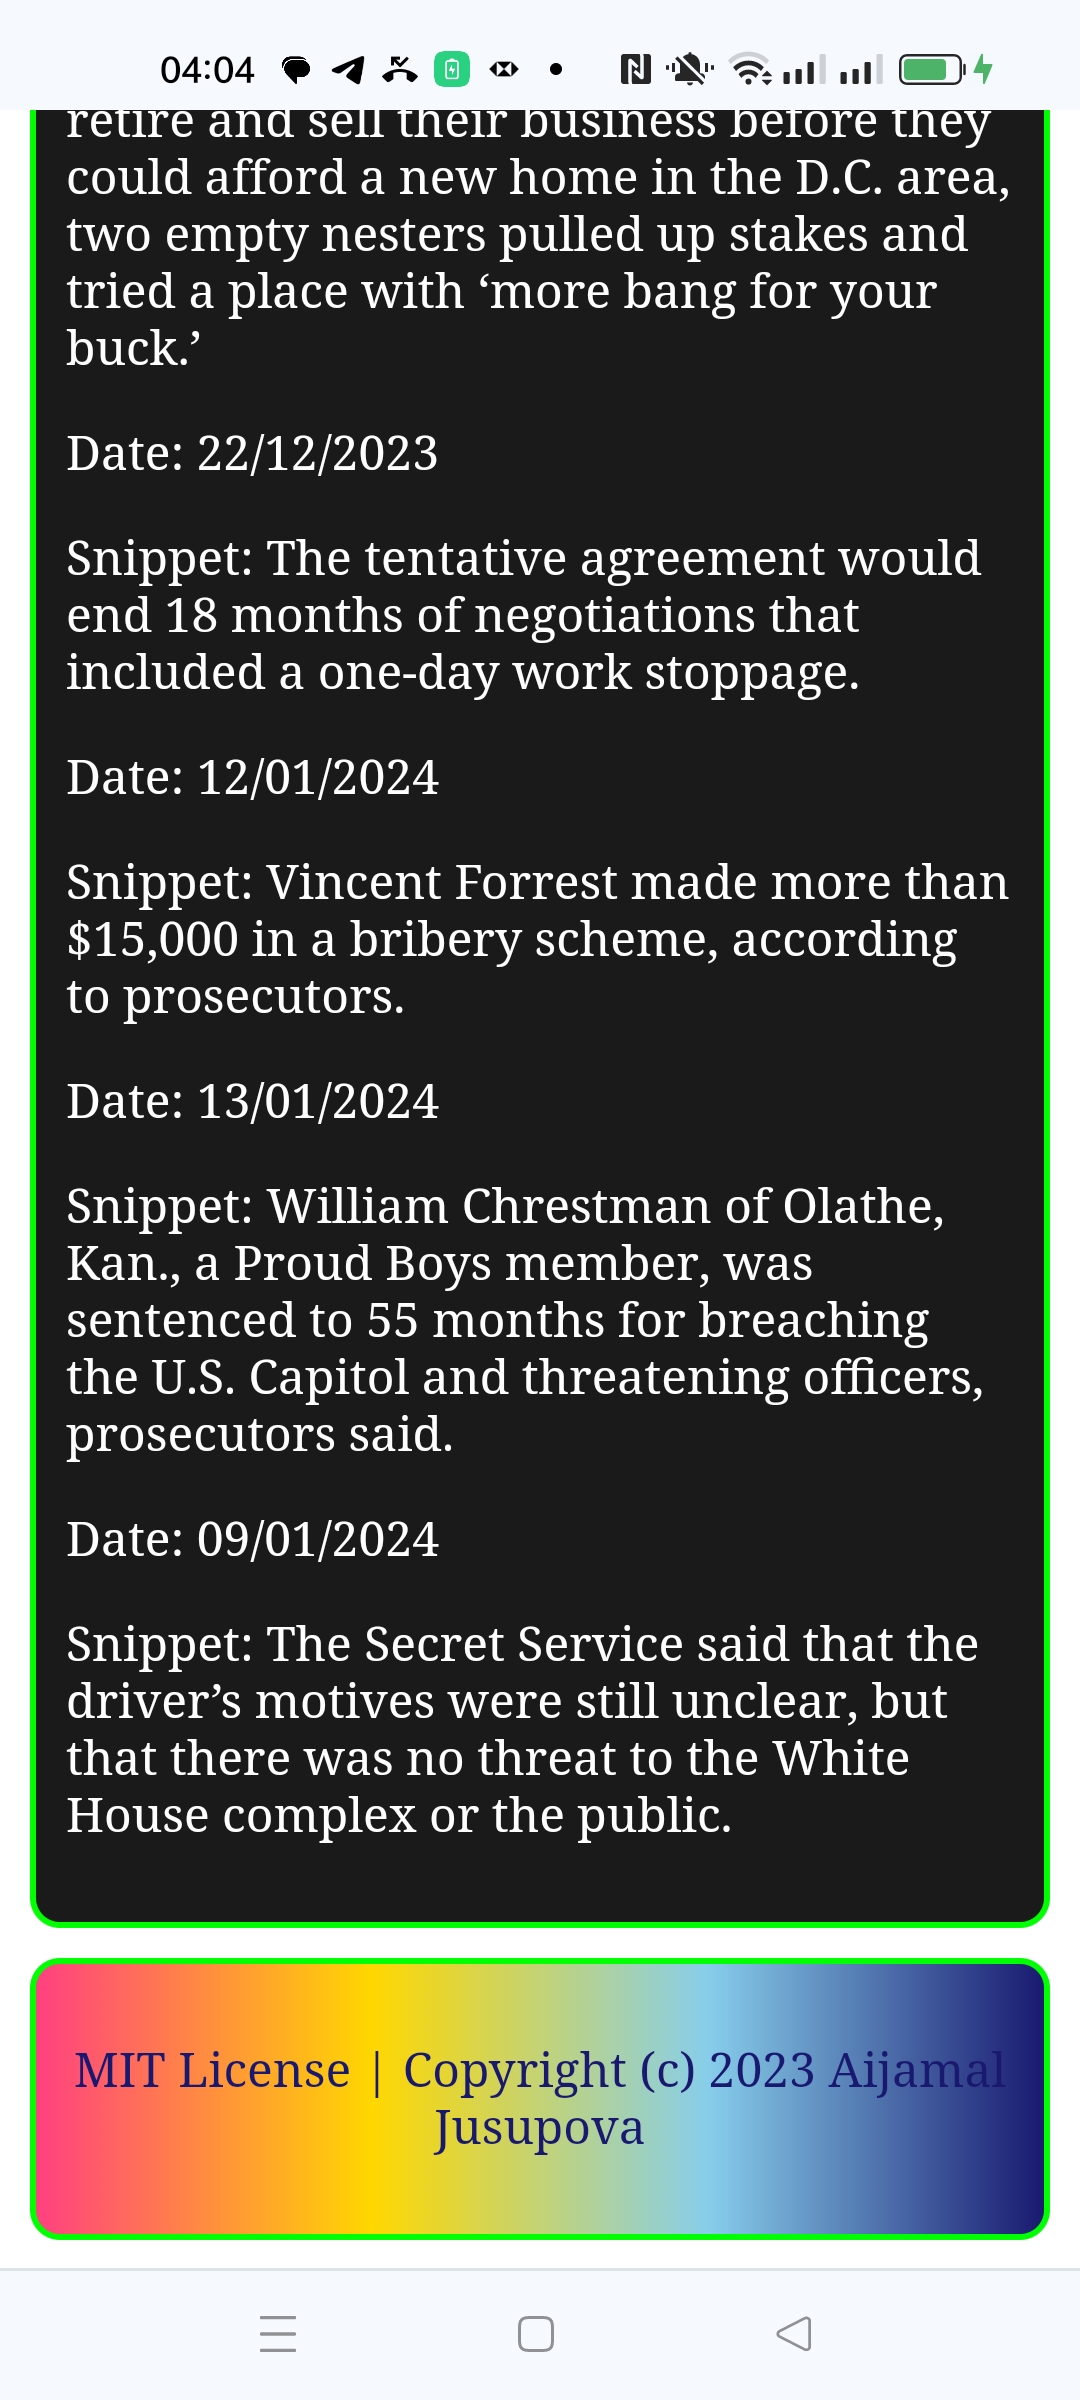 04:04
retire and sell their business before they
could afford a new home in the D.C. area,
two empty nesters pulled up stakes and
tried a place with ‘more bang for your
buck.’
Date: 22/12/2023
Snippet: The tentative agreement would
end 18 months of negotiations that
included a one-day work stoppage.
Date: 12/01/2024
Snippet: Vincent Forrest made more than
$15,000 in a bribery scheme, according
to prosecutors.
Date: 13/01/2024
Snippet: William Chrestman of Olathe,
Kan., a Proud Boys member, was
sentenced to 55 months for breaching
the U.S. Capitol and threatening officers,
prosecutors said.
Date: 09/01/2024
Snippet: The Secret Service said that the
driver’s motives were still unclear, but
that there was no threat to the White
House complex or the public.
MIT License | Copyright (c) 2023 Aijamal
Jusupova